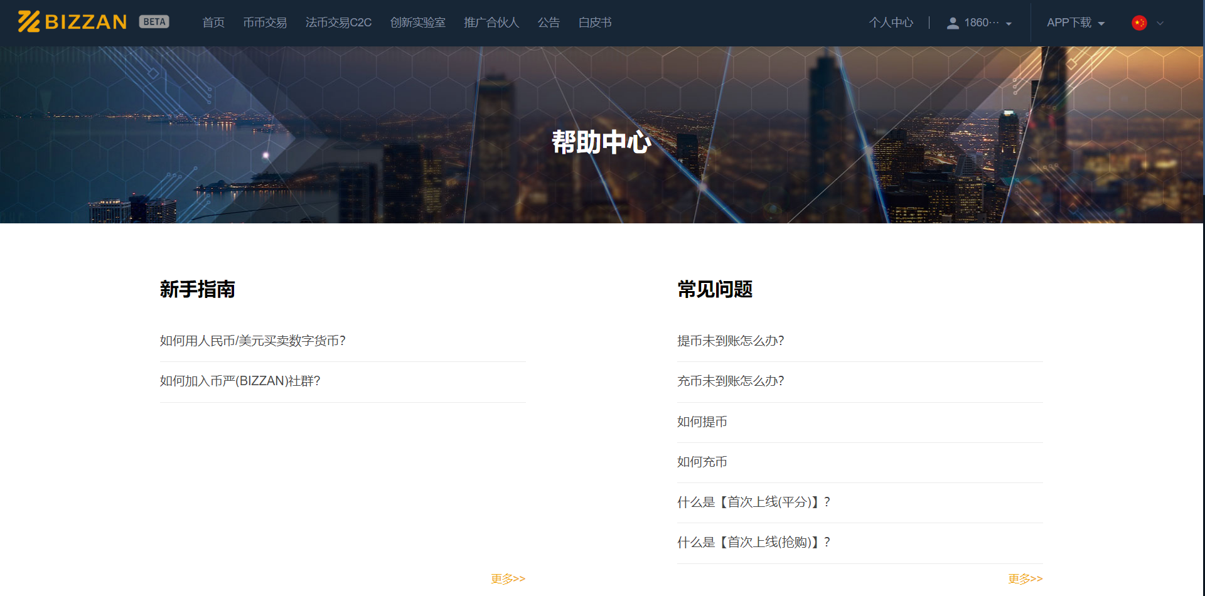 BIZZAN BETA 首页 币币交易 法币交易C2C 创新实验室 推广合伙人 公告 白皮书 个人中心 | 1860··· APP下载
帮助中心
新手指南
如何用人民币/美元买卖数字货币?
如何加入币严(BIZZAN)社群?
更多>>
常见问题
提币未到账怎么办?
充币未到账怎么办?
如何提币
如何充币
什么是【首次上线(平分)】?
什么是【首次上线(抢购)】?
更多>>